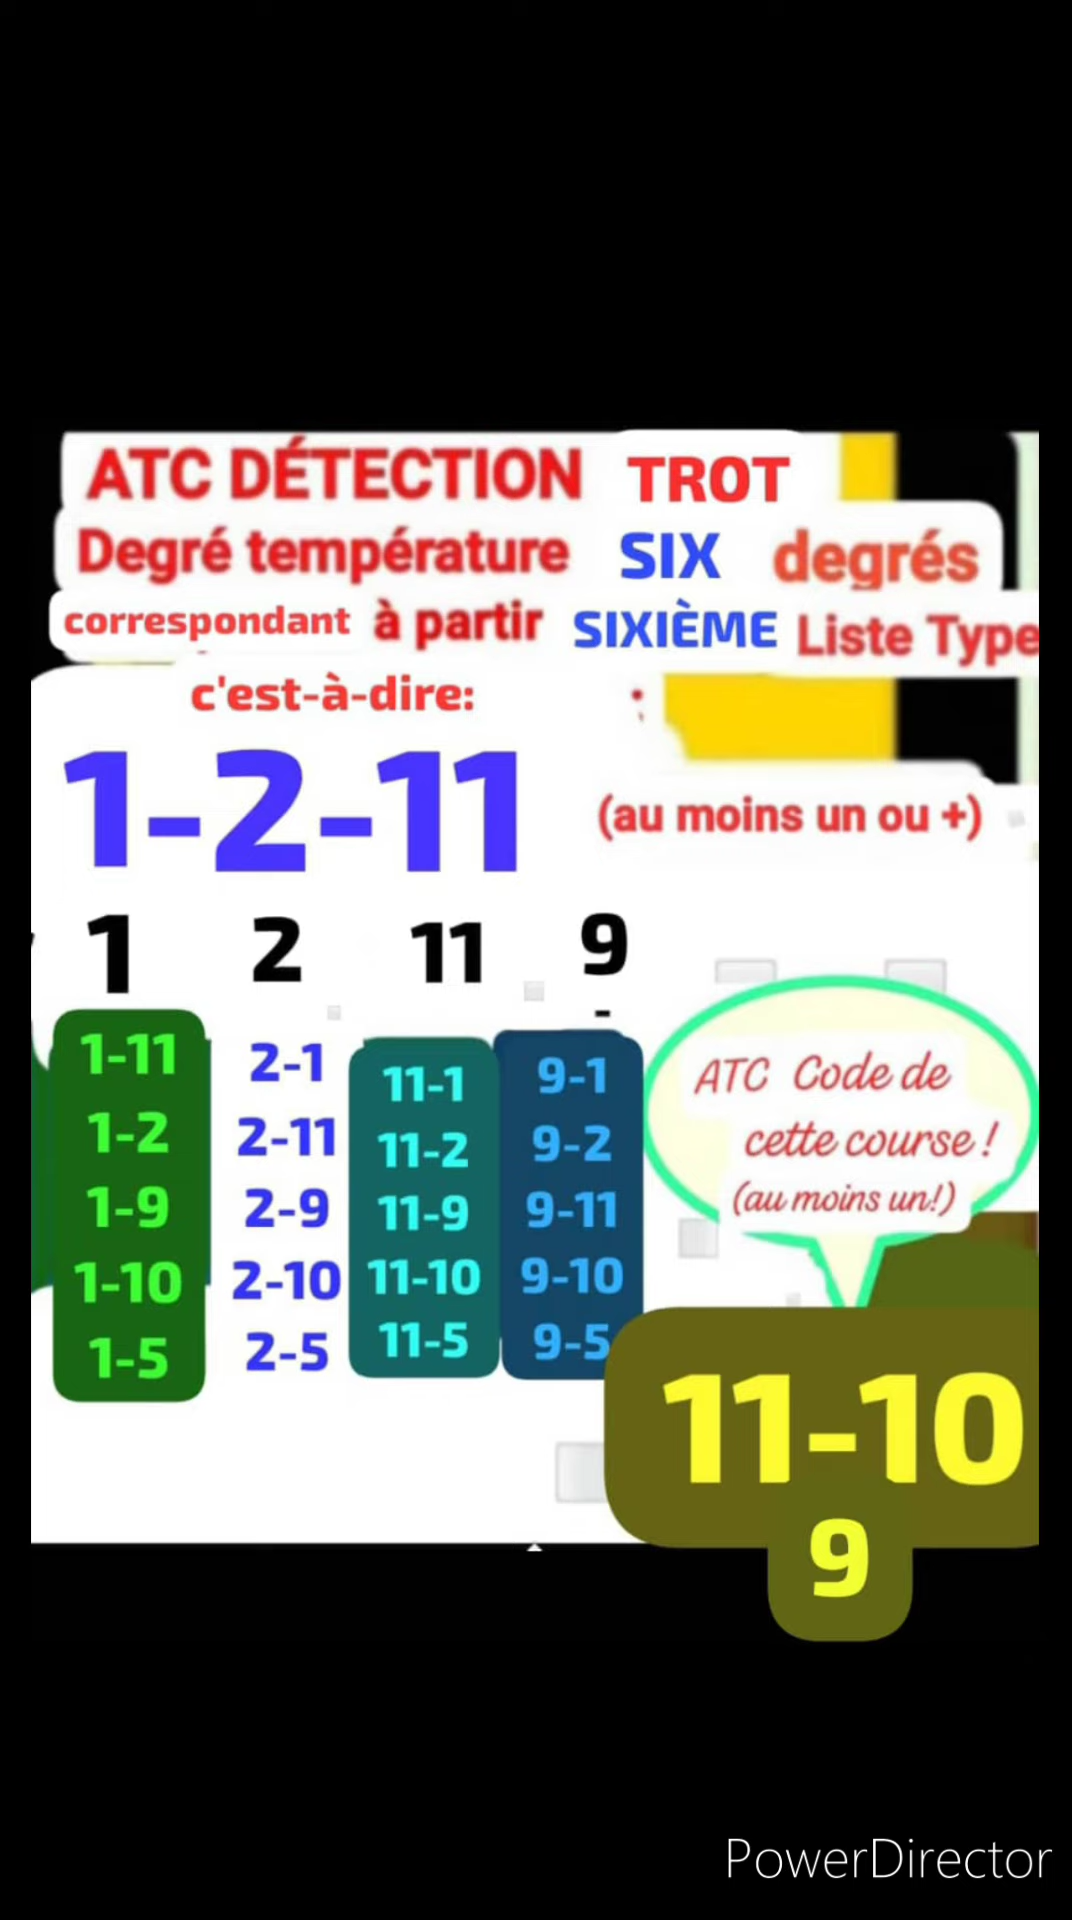 ATC DÉTECTION TROT
Degré température SIX degrés
correspondant à partir SIXIÈME Liste Type
c'est-à-dire: :
1-2-11
(au moins un ou +)
1 2 11 9
-
1-11 2-1 11-1 9-1
1-2 2-11 11-2 9-2
1-9 2-9 11-9 9-11
1-10 2-10 11-10 9-10
1-5 2-5 11-5 9-5
ATC Code de
cette course !
(au moins un!)
11-10
9
PowerDirector